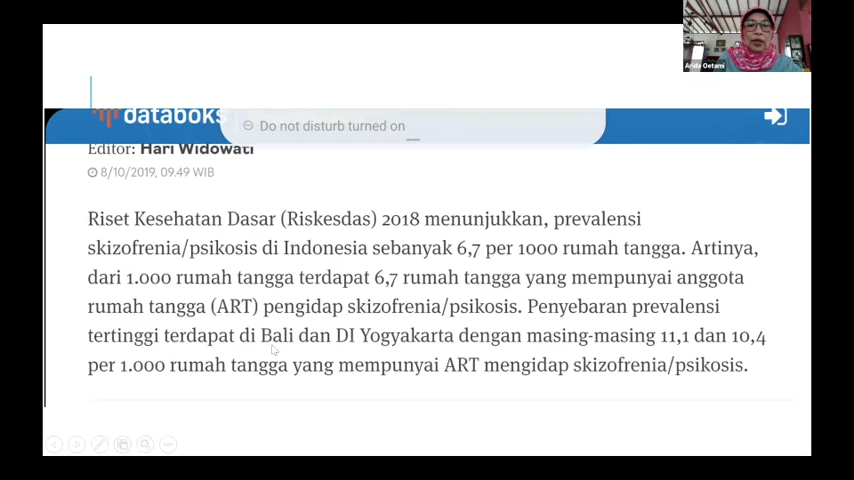 Arida Oetami
databoks
Do not disturb turned on
Editor: Hari Widowati
8/10/2019, 09.49 WIB
Riset Kesehatan Dasar (Riskesdas) 2018 menunjukkan, prevalensi
skizofrenia/psikosis di Indonesia sebanyak 6,7 per 1000 rumah tangga. Artinya,
dari 1.000 rumah tangga terdapat 6,7 rumah tangga yang mempunyai anggota
rumah tangga (ART) pengidap skizofrenia/psikosis. Penyebaran prevalensi
tertinggi terdapat di Bali dan DI Yogyakarta dengan masing-masing 11,1 dan 10,4
per 1.000 rumah tangga yang mempunyai ART mengidap skizofrenia/psikosis.